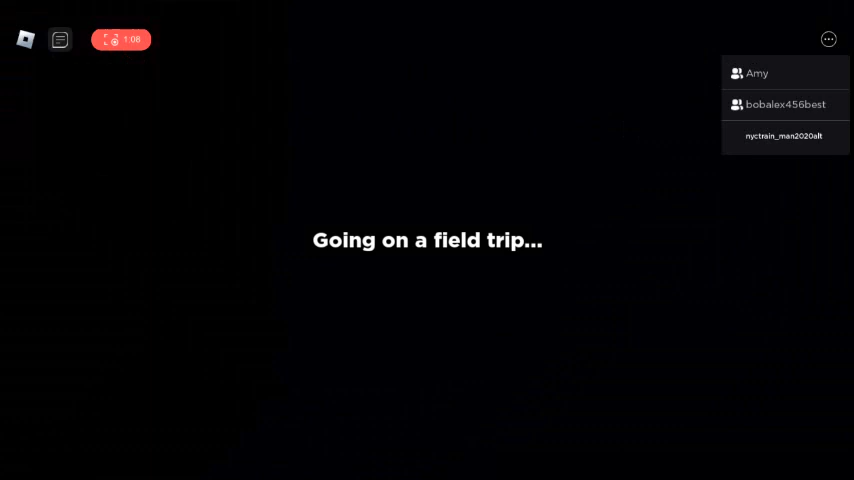 1:08
Amy
bobalex456best
nyctrain_man2020alt
Going on a field trip...